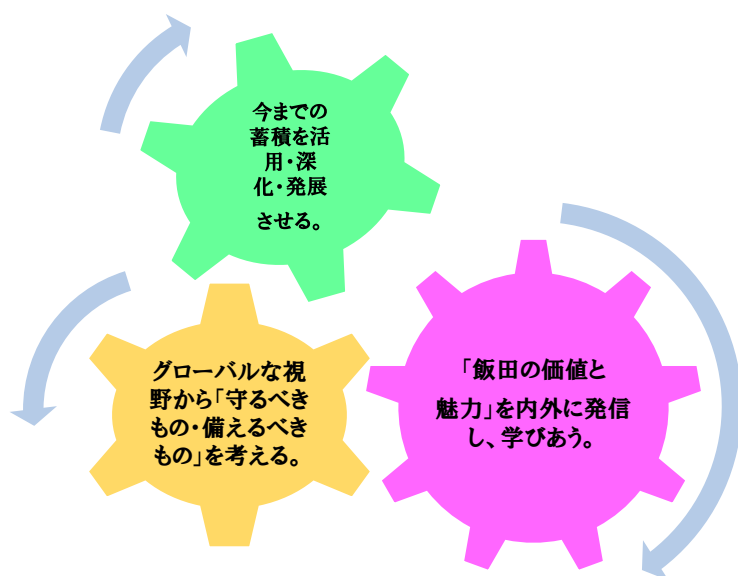 今までの
蓄積を活
用・深
化・発展
させる。
グローバルな視
野から「守るべき
もの・備えるべき
もの」を考える。
「飯田の価値と
魅力」を内外に発信
し、学びあう。